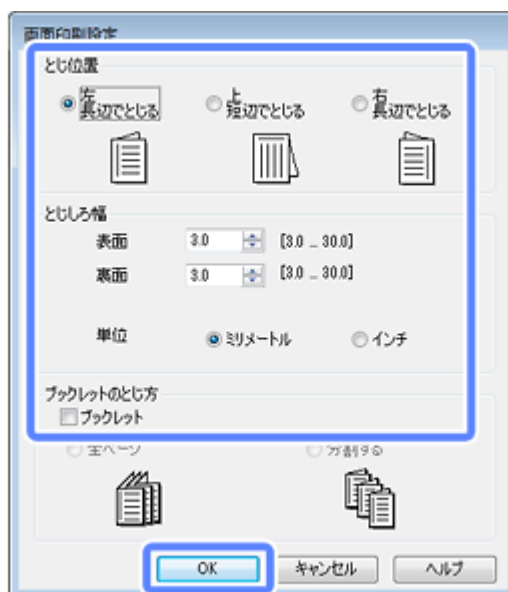 両面印刷設定
とじ位置
左
長辺でとじる
上
短辺でとじる
右
長辺でとじる
とじしろ幅
表面 3.0 [3.0 ... 30.0]
裏面 3.0 [3.0 ... 30.0]
単位 ミリメートル インチ
ブックレットのとじ方
ブックレット
全ページ 分割する
OK キャンセル ヘルプ